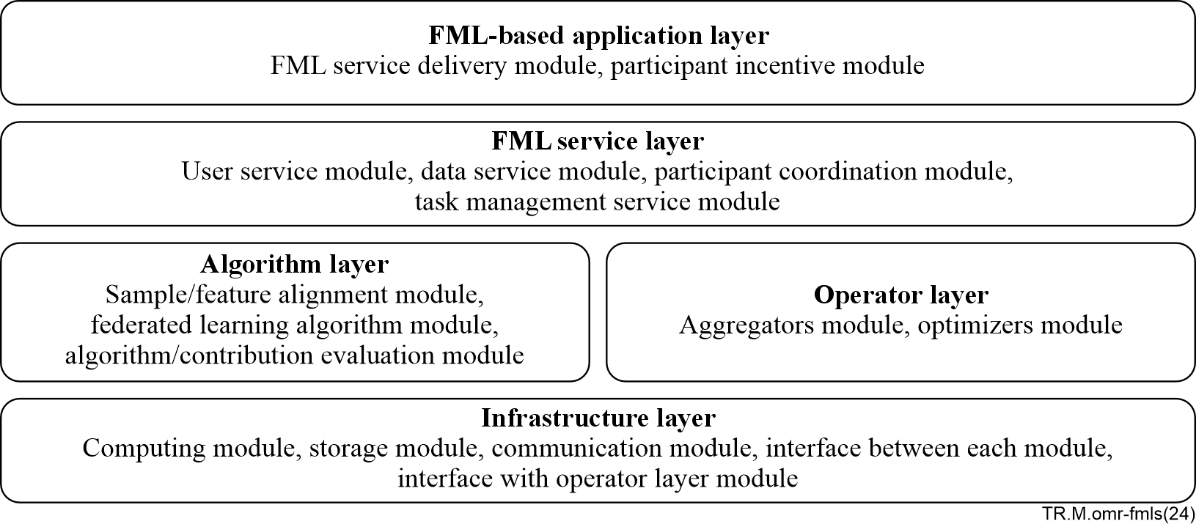 FML-based application layer
FML service delivery module, participant incentive module
FML service layer
User service module, data service module, participant coordination module,
task management service module
Algorithm layer
Sample/feature alignment module,
federated learning algorithm module,
algorithm/contribution evaluation module
Operator layer
Aggregators module, optimizers module
Infrastructure layer
Computing module, storage module, communication module, interface between each module,
interface with operator layer module
TR.M.omr-fmls(24)